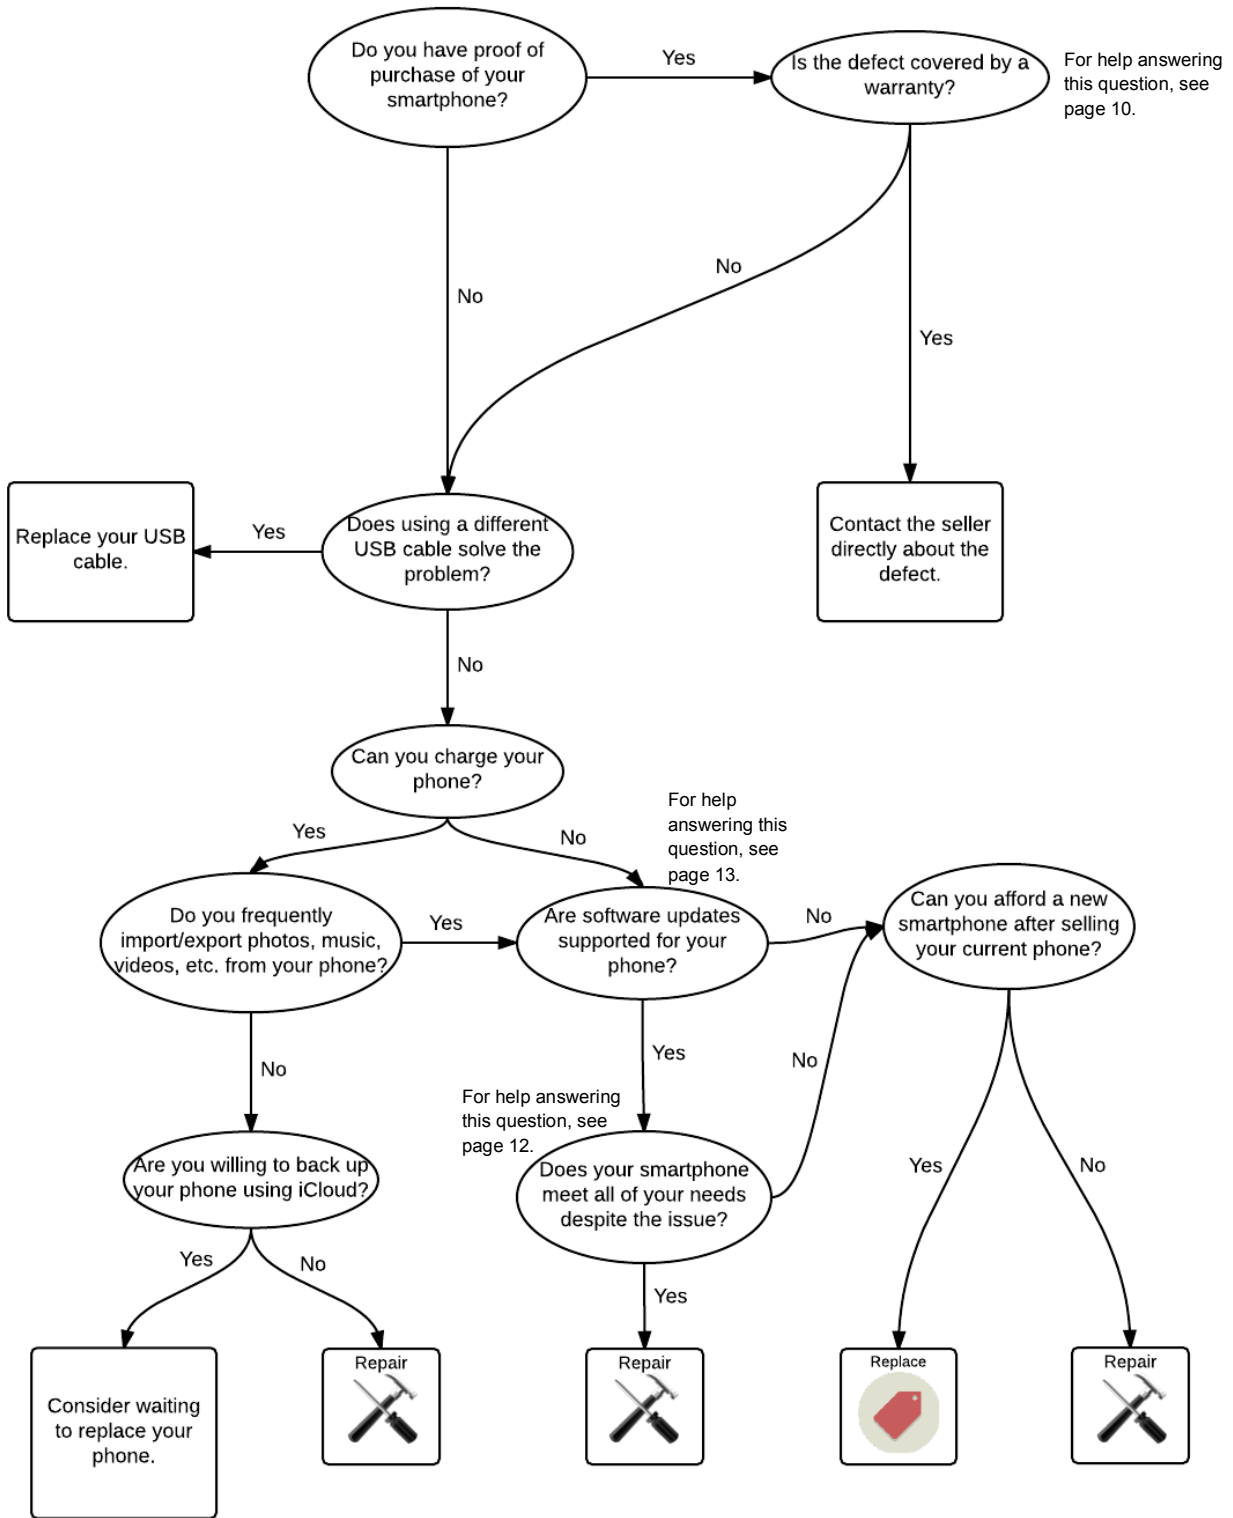 Do you have proof of
purchase of your
smartphone?
Yes
Is the defect covered by a
warranty?
For help answering
this question, see
page 10.
No
No
Yes
Replace your USB
cable.
Yes
Does using a different
USB cable solve the
problem?
Contact the seller
directly about the
defect.
No
Can you charge your
phone?
Yes
No
For help
answering this
question, see
page 13.
Do you frequently
import/export photos, music,
videos, etc. from your phone?
Yes
Are software updates
supported for your
phone?
No
Can you afford a new
smartphone after selling
your current phone?
No
Yes
No
For help answering
this question, see
page 12.
Are you willing to back up
your phone using iCloud?
Does your smartphone
meet all of your needs
despite the issue?
Yes
No
Yes
No
Yes
Consider waiting
to replace your
phone.
Repair
Repair
Replace
Repair